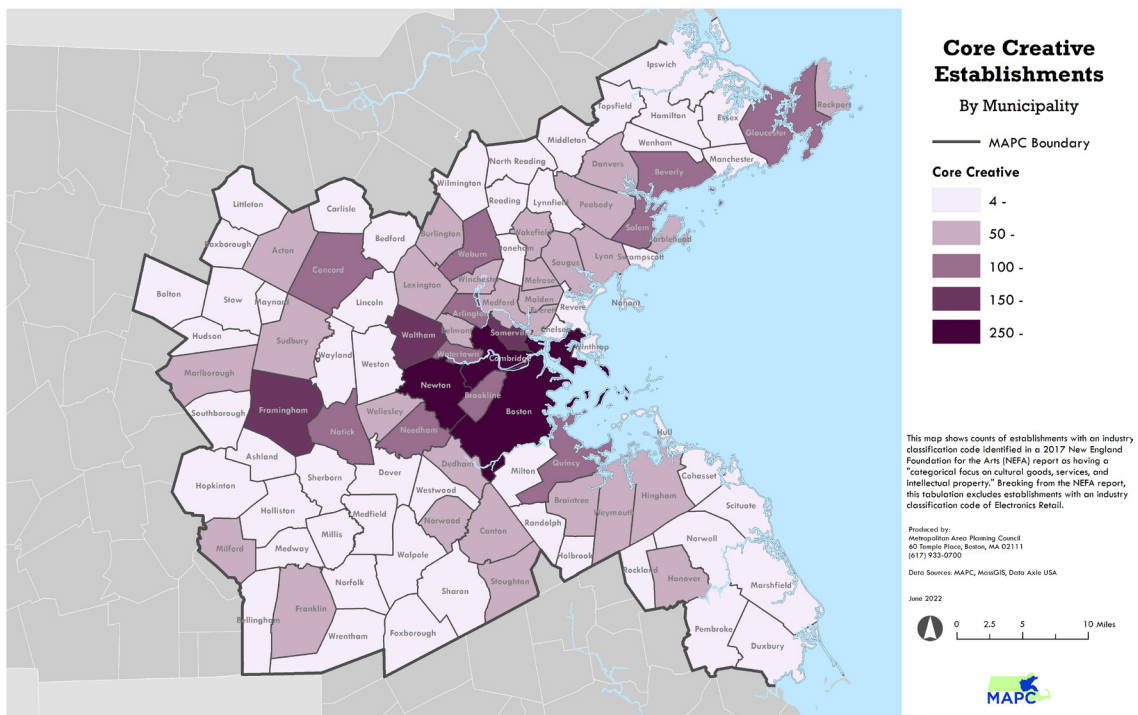 Core Creative
Establishments
By Municipality
MAPC Boundary
Core Creative
4 -
50 -
100 -
150 -
250 -
This map shows counts of establishments with an industry
classification code identified in a 2017 New England
Foundation for the Arts (NEFA) report as having a
"categorical focus on cultural goods, services, and
intellectual property." Breaking from the NEFA report,
this tabulation excludes establishments with an industry
classification code of Electronics Retail.
Produced by:
Metropolitan Area Planning Council
60 Temple Place, Boston, MA 02111
(617) 933-0700
Data Sources: MAPC, MassGIS, Data Axle USA
June 2022
0 2.5 5 10 Miles
MAPC
Ipswich
Topsfield
Rockport
Hamilton
Essex
Gloucester
Middleton
Wenham
Manchester
North Reading
Danvers
Beverly
Wilmington
Reading
Lynnfield
Peabody
Littleton
Carlisle
Salem
Bedford
Burlington
Wakefield
Marblehead
Boxborough
Acton
Woburn
Stoneham
Saugus
Lynn
Swampscott
Concord
Lexington
Winchester
Melrose
Bolton
Stow
Maynard
Lincoln
Medford
Malden
Nahant
Arlington
Everett
Revere
Hudson
Sudbury
Waltham
Belmont
Somerville
Chelsea
Winthrop
Wayland
Weston
Watertown
Cambridge
Marlborough
Newton
Brookline
Boston
Southborough
Framingham
Wellesley
Natick
Needham
Hull
Ashland
Dedham
Milton
Quincy
Sherborn
Dover
Cohasset
Hopkinton
Westwood
Braintree
Hingham
Scituate
Holliston
Medfield
Norwood
Canton
Randolph
Weymouth
Millis
Norwell
Milford
Medway
Walpole
Holbrook
Rockland
Hanover
Norfolk
Sharon
Stoughton
Marshfield
Franklin
Bellingham
Wrentham
Foxborough
Pembroke
Duxbury